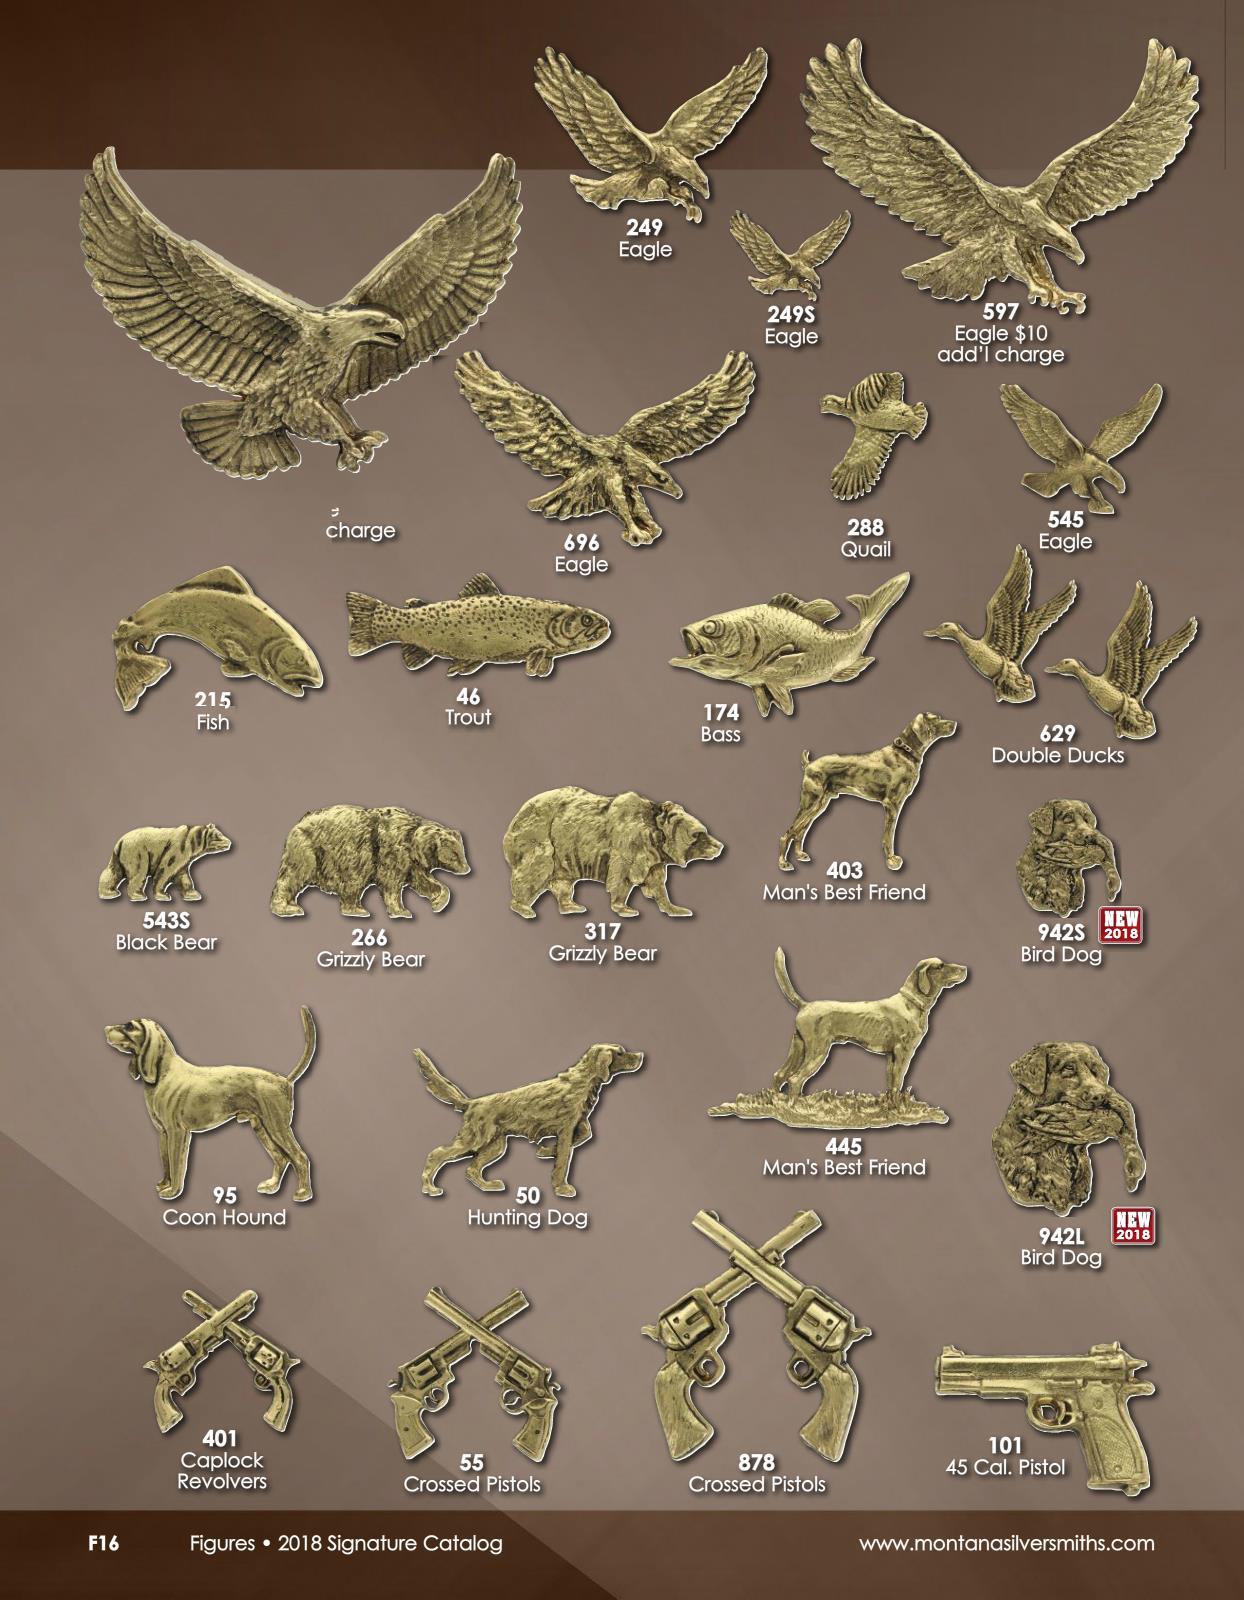 249
Eagle
249S
Eagle
597
Eagle $10
add'l charge
charge
696
Eagle
288
Quail
545
Eagle
215
Fish
46
Trout
174
Bass
629
Double Ducks
403
Man's Best Friend
543S
Black Bear
266
Grizzly Bear
317
Grizzly Bear
942S
Bird Dog
NEW
2018
95
Coon Hound
50
Hunting Dog
445
Man's Best Friend
942L
Bird Dog
NEW
2018
401
Caplock
Revolvers
55
Crossed Pistols
878
Crossed Pistols
101
45 Cal. Pistol
F16 Figures • 2018 Signature Catalog www.montanasilversmiths.com